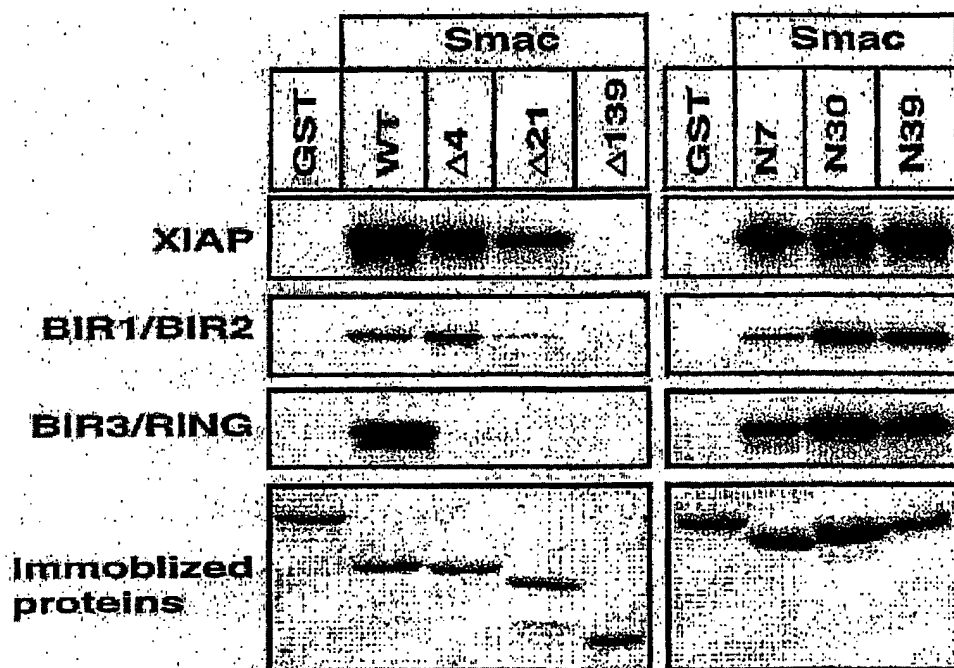 Smac
Smac
GST
WT
Δ4
Δ21
Δ139
GST
N7
N30
N39
XIAP
BIR1/BIR2
BIR3/RING
Immoblized
proteins